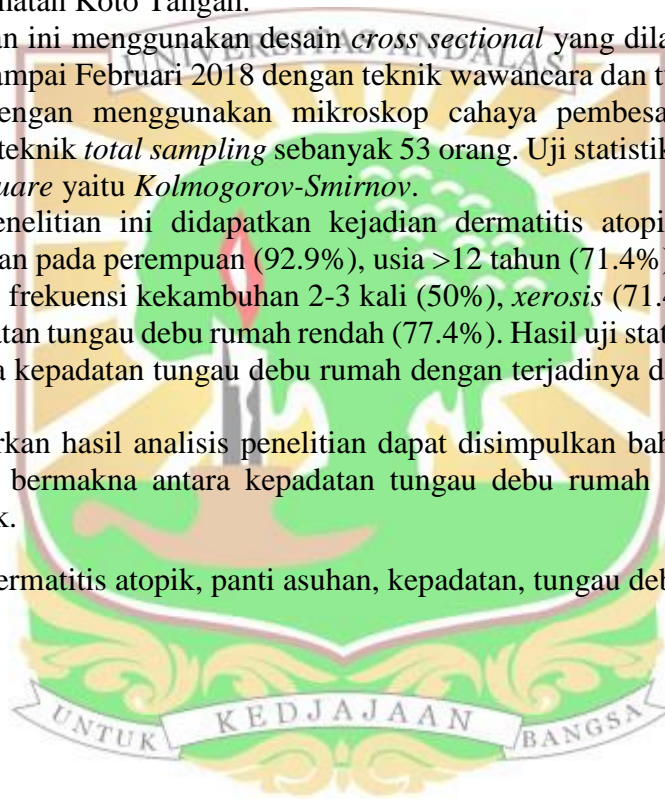 natan Koto Tangah.
an ini menggunakan desain cross sectional yang dila
UNIVERSITAS ANDALAS
ampai Februari 2018 dengan teknik wawancara dan t
engan menggunakan mikroskop cahaya pembesa
teknik total sampling sebanyak 53 orang. Uji statistik
uare yaitu Kolmogorov-Smirnov.
enelitian ini didapatkan kejadian dermatitis atopi
an pada perempuan (92.9%), usia >12 tahun (71.4%)
frekuensi kekambuhan 2-3 kali (50%), xerosis (71.4
atan tungau debu rumah rendah (77.4%). Hasil uji stat
a kepadatan tungau debu rumah dengan terjadinya d
rkan hasil analisis penelitian dapat disimpulkan bah
bermakna antara kepadatan tungau debu rumah
k.
ermatitis atopik, panti asuhan, kepadatan, tungau deb
UNTUK KEDJAJAAN BANGSA